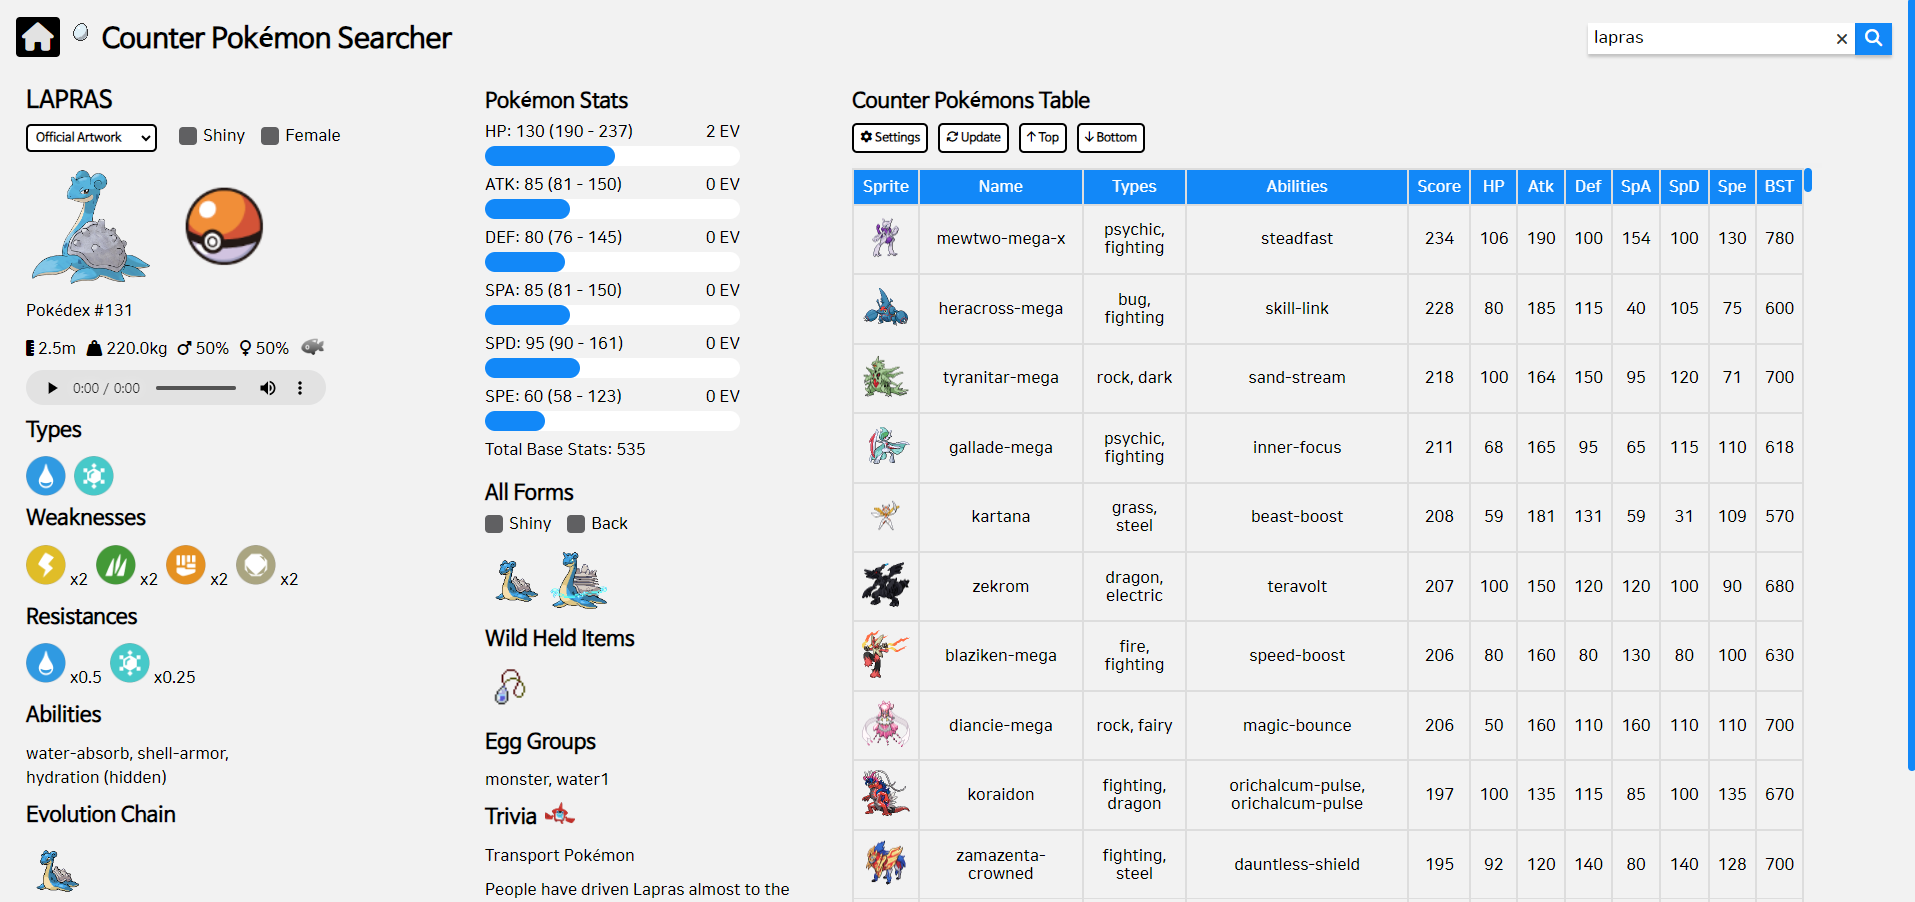 Counter Pokémon Searcher
lapras
LAPRAS
Official Artwork
Shiny
Female
Pokédex #131
2.5m 220.0kg ♂ 50% ♀ 50%
0:00 / 0:00
Types
Weaknesses
x2 x2 x2 x2
Resistances
x0.5 x0.25
Abilities
water-absorb, shell-armor,
hydration (hidden)
Evolution Chain
Pokémon Stats
HP: 130 (190 - 237) 2 EV
ATK: 85 (81 - 150) 0 EV
DEF: 80 (76 - 145) 0 EV
SPA: 85 (81 - 150) 0 EV
SPD: 95 (90 - 161) 0 EV
SPE: 60 (58 - 123) 0 EV
Total Base Stats: 535
All Forms
Shiny Back
Wild Held Items
Egg Groups
monster, water1
Trivia
Transport Pokémon
People have driven Lapras almost to the
Counter Pokémons Table
Settings Update Top Bottom
Sprite Name Types Abilities Score HP Atk Def SpA SpD Spe BST
mewtwo-mega-x psychic, fighting steadfast 234 106 190 100 154 100 130 780
heracross-mega bug, fighting skill-link 228 80 185 115 40 105 75 600
tyranitar-mega rock, dark sand-stream 218 100 164 150 95 120 71 700
gallade-mega psychic, fighting inner-focus 211 68 165 95 65 115 110 618
kartana grass, steel beast-boost 208 59 181 131 59 31 109 570
zekrom dragon, electric teravolt 207 100 150 120 120 100 90 680
blaziken-mega fire, fighting speed-boost 206 80 160 80 130 80 100 630
diancie-mega rock, fairy magic-bounce 206 50 160 110 160 110 110 700
koraidon fighting, dragon orichalcum-pulse, orichalcum-pulse 197 100 135 115 85 100 135 670
zamazenta-crowned fighting, steel dauntless-shield 195 92 120 140 80 140 128 700